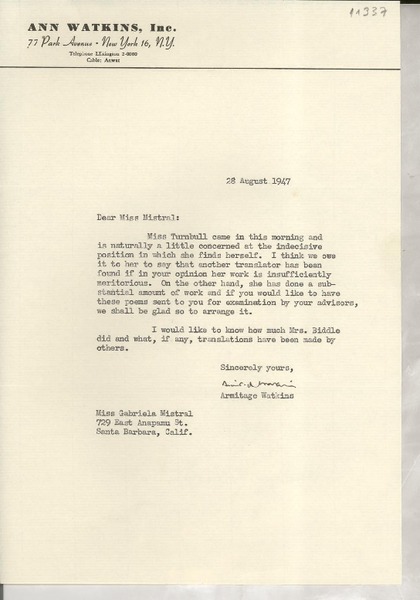 11937
ANN WATKINS, Inc.
77 Park Avenue • New York 16, N.Y.
Cable: Anwat
28 August 1947
Dear Miss Mistral:
Miss Turnbull came in this morning and
is naturally a little concerned at the indecisive
position in which she finds herself. I think we owe
it to her to say that another translator has been
found if in your opinion her work is insufficiently
meritorious. On the other hand, she has done a sub-
stantial amount of work and if you would like to have
these poems sent to you for examination by your advisors,
we shall be glad so to arrange it.
I would like to know how much Mrs. Biddle
did and what, if any, translations have been made by
others.
Sincerely yours,
Armitage Watkins
Miss Gabriela Mistral
729 East Anapamu St.
Santa Barbara, Calif.